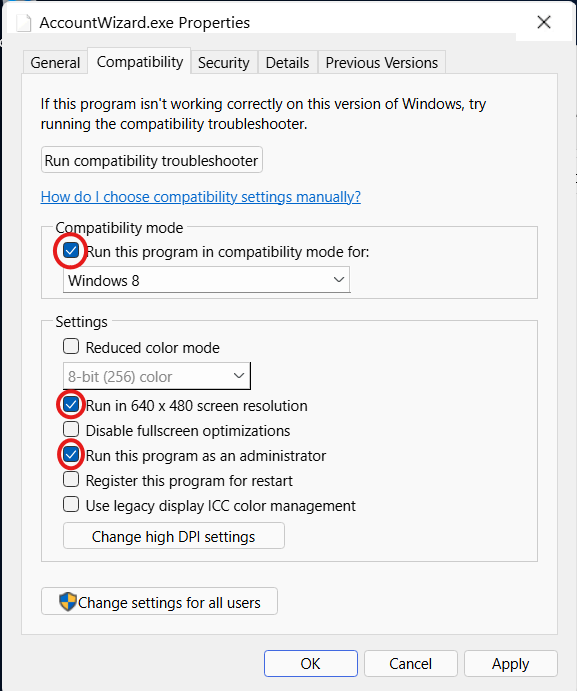 AccountWizard.exe Properties
General Compatibility Security Details Previous Versions
If this program isn't working correctly on this version of Windows, try
running the compatibility troubleshooter.
Run compatibility troubleshooter
How do I choose compatibility settings manually?
Compatibility mode
Run this program in compatibility mode for:
Windows 8
Settings
Reduced color mode
8-bit (256) color
Run in 640 x 480 screen resolution
Disable fullscreen optimizations
Run this program as an administrator
Register this program for restart
Use legacy display ICC color management
Change high DPI settings
Change settings for all users
OK Cancel Apply